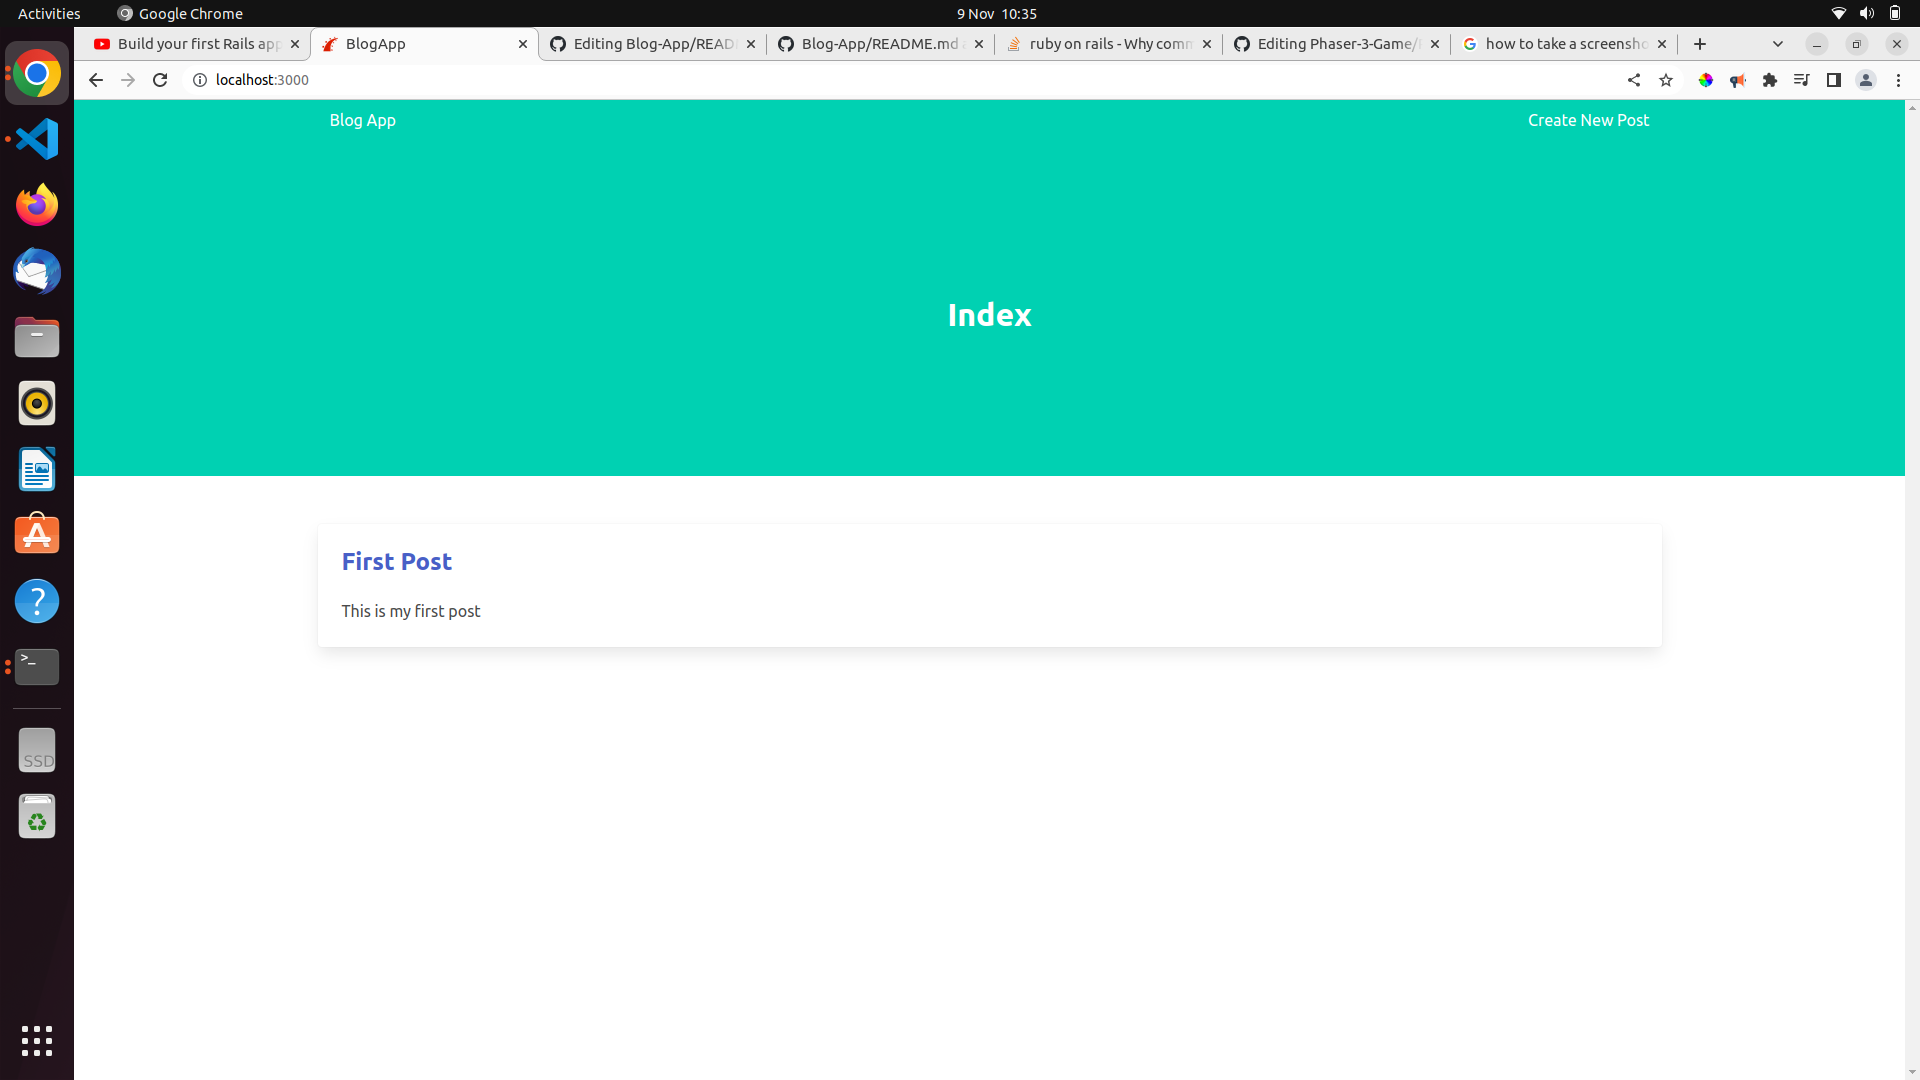 Activities
Google Chrome
9 Nov 10:35
Build your first Rails app
BlogApp
Editing Blog-App/READ
Blog-App/README.md
ruby on rails - Why comm
Editing Phaser-3-Game/
how to take a screensho
localhost:3000
Blog App
Create New Post
Index
First Post
This is my first post
>_
SSD